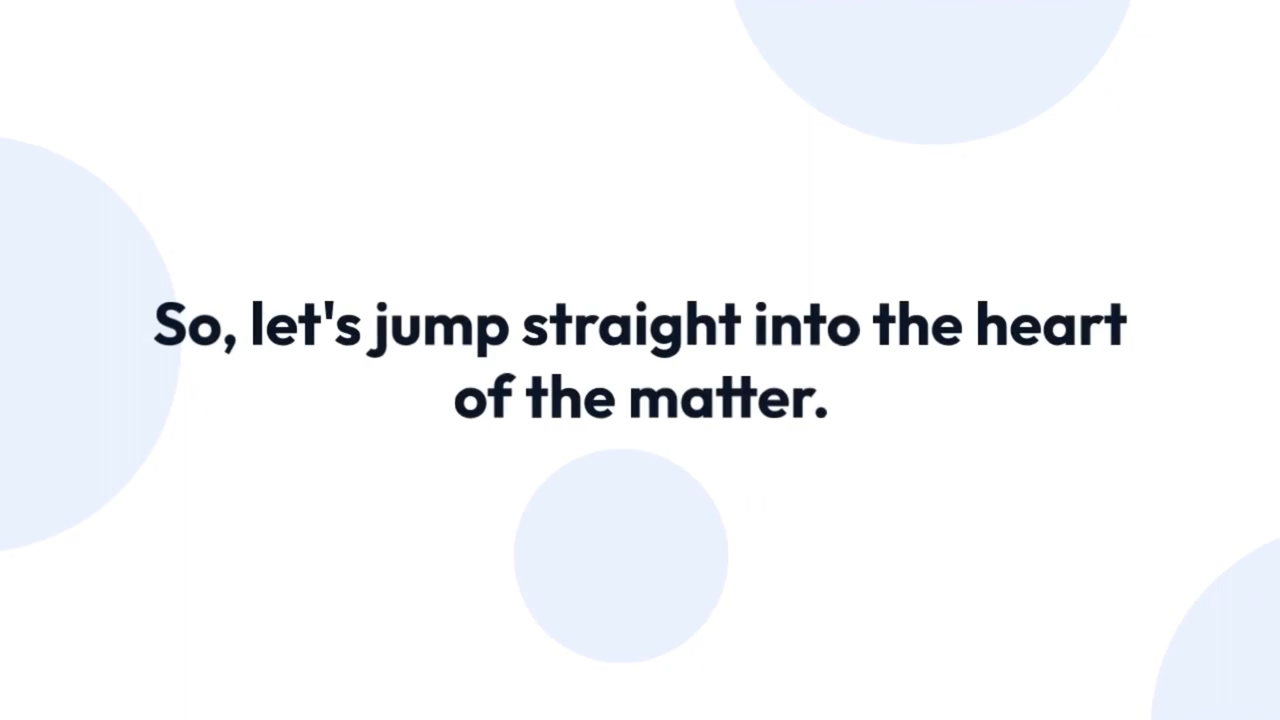 So, let's jump straight into the heart
of the matter.